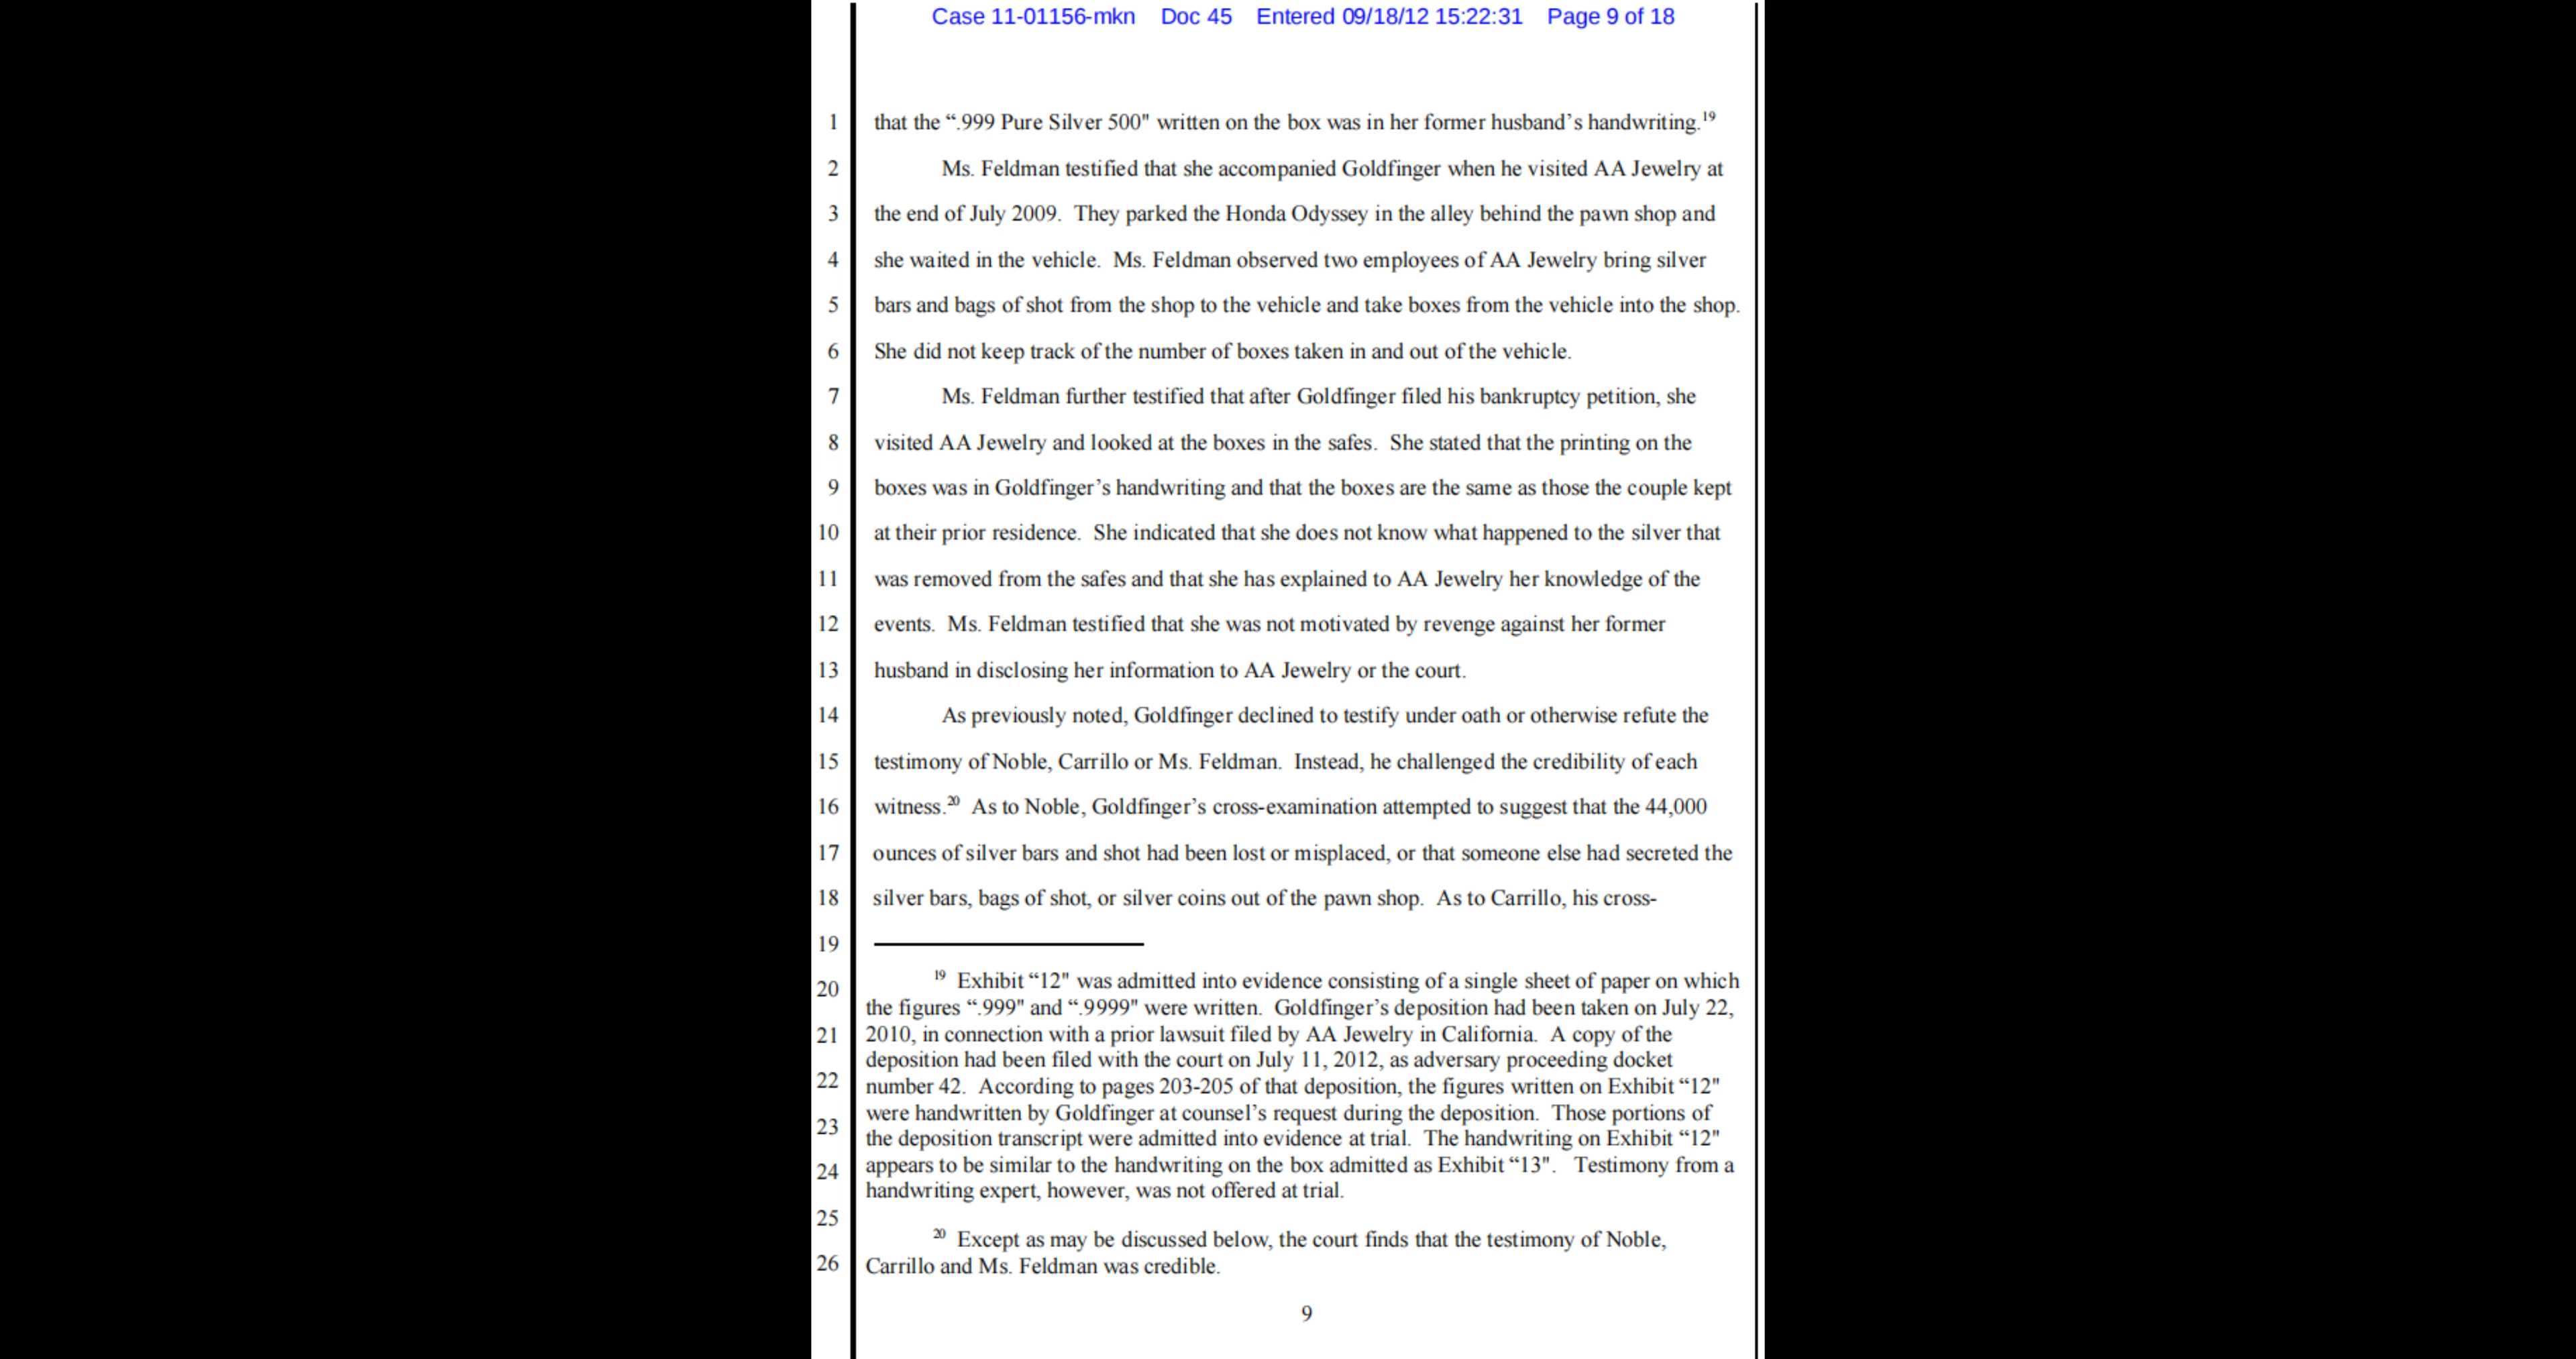 Case 11-01156-mkn Doc 45 Entered 09/18/12 15:22:31 Page 9 of 18
1 that the “.999 Pure Silver 500" written on the box was in her former husband’s handwriting.19
2 Ms. Feldman testified that she accompanied Goldfinger when he visited AA Jewelry at
3 the end of July 2009. They parked the Honda Odyssey in the alley behind the pawn shop and
4 she waited in the vehicle. Ms. Feldman observed two employees of AA Jewelry bring silver
5 bars and bags of shot from the shop to the vehicle and take boxes from the vehicle into the shop.
6 She did not keep track of the number of boxes taken in and out of the vehicle.
7 Ms. Feldman further testified that after Goldfinger filed his bankruptcy petition, she
8 visited AA Jewelry and looked at the boxes in the safes. She stated that the printing on the
9 boxes was in Goldfinger’s handwriting and that the boxes are the same as those the couple kept
10 at their prior residence. She indicated that she does not know what happened to the silver that
11 was removed from the safes and that she has explained to AA Jewelry her knowledge of the
12 events. Ms. Feldman testified that she was not motivated by revenge against her former
13 husband in disclosing her information to AA Jewelry or the court.
14 As previously noted, Goldfinger declined to testify under oath or otherwise refute the
15 testimony of Noble, Carrillo or Ms. Feldman. Instead, he challenged the credibility of each
16 witness.20 As to Noble, Goldfinger’s cross-examination attempted to suggest that the 44,000
17 ounces of silver bars and shot had been lost or misplaced, or that someone else had secreted the
18 silver bars, bags of shot, or silver coins out of the pawn shop. As to Carrillo, his cross-
19
20 19 Exhibit “12" was admitted into evidence consisting of a single sheet of paper on which
the figures “.999" and “.9999" were written. Goldfinger’s deposition had been taken on July 22,
21 2010, in connection with a prior lawsuit filed by AA Jewelry in California. A copy of the
deposition had been filed with the court on July 11, 2012, as adversary proceeding docket
22 number 42. According to pages 203-205 of that deposition, the figures written on Exhibit “12"
were handwritten by Goldfinger at counsel’s request during the deposition. Those portions of
23 the deposition transcript were admitted into evidence at trial. The handwriting on Exhibit “12"
24 appears to be similar to the handwriting on the box admitted as Exhibit “13". Testimony from a
handwriting expert, however, was not offered at trial.
25
20 Except as may be discussed below, the court finds that the testimony of Noble,
26 Carrillo and Ms. Feldman was credible.
9